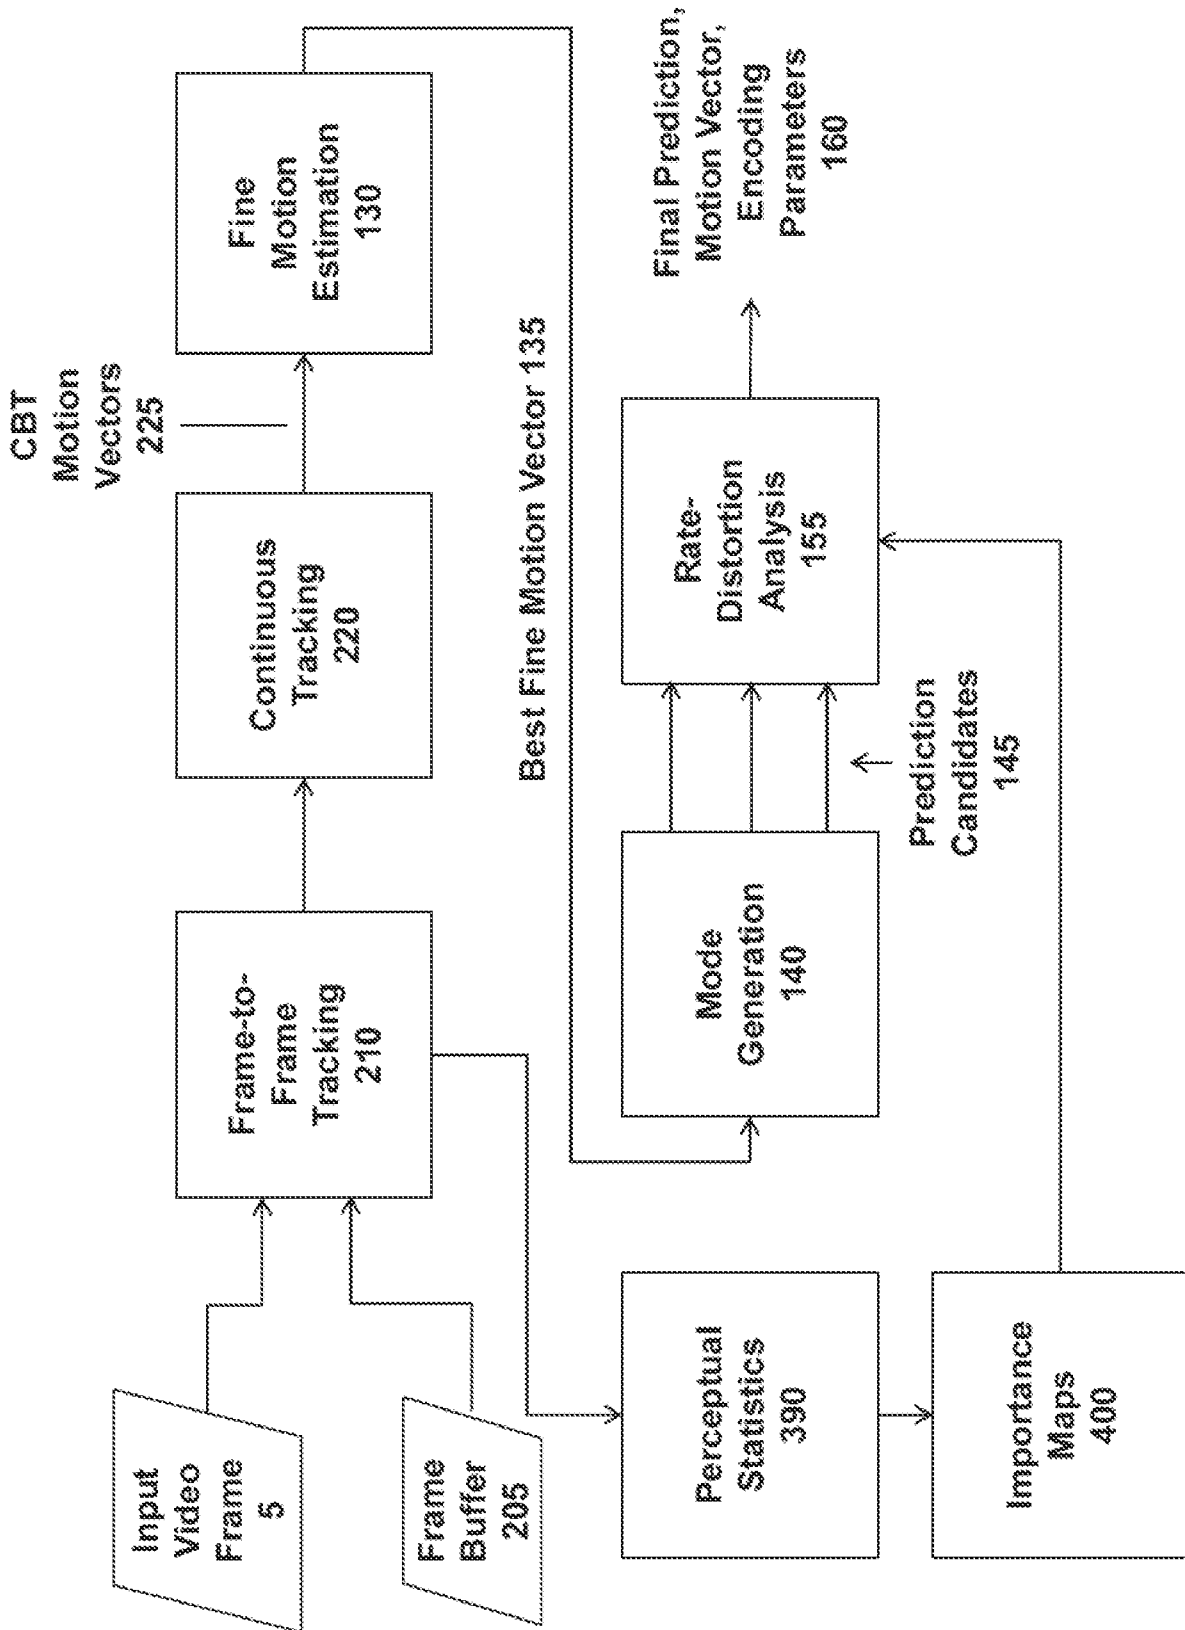 Input
Video
Frame
5
Frame
Buffer
205
Frame-to-
Frame
Tracking
210
Continuous
Tracking
220
CBT
Motion
Vectors
225
Fine
Motion
Estimation
130
Best Fine Motion Vector 135
Perceptual
Statistics
390
Importance
Maps
400
Mode
Generation
140
Prediction
Candidates
145
Rate-
Distortion
Analysis
155
Final Prediction,
Motion Vector,
Encoding
Parameters
160